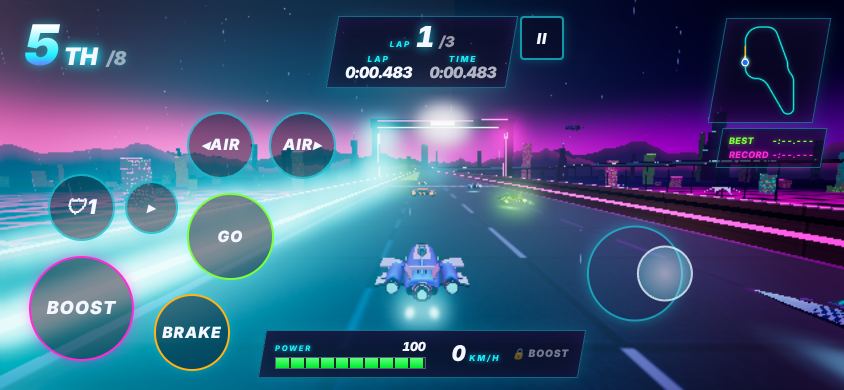 5TH /8
LAP 1 /3
LAP TIME
0:00.483 0:00.483
II
BEST -:--.---
RECORD -:--.---
◂AIR
AIR▸
1
▸
GO
BOOST
BRAKE
POWER 100
0 KM/H
BOOST